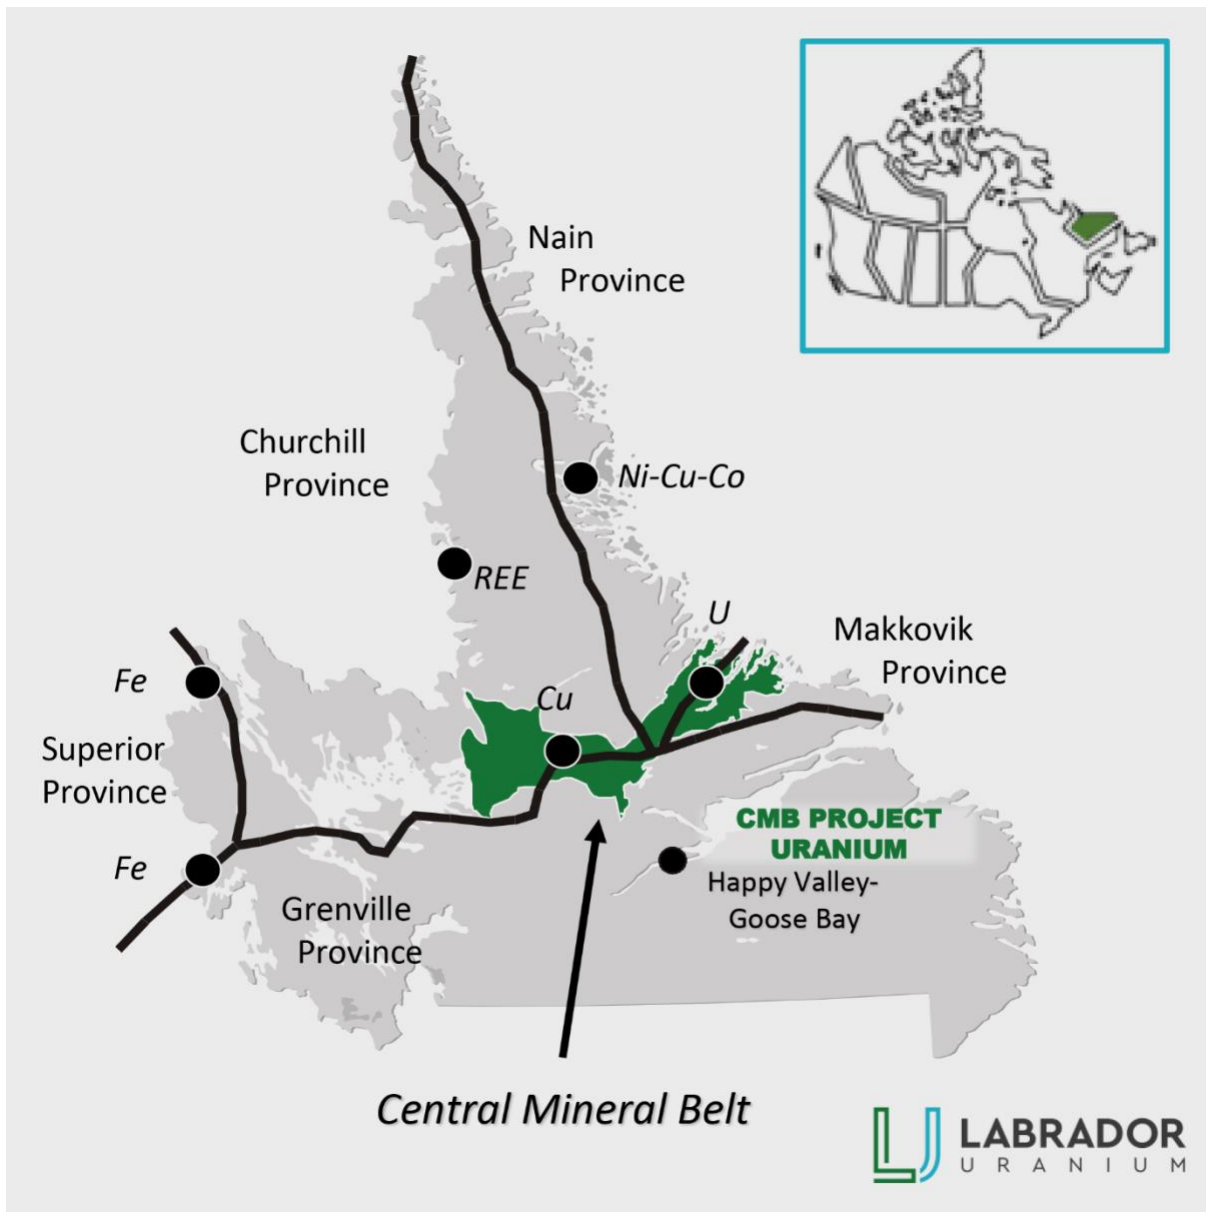 Nain
Province
Churchill
Province
Ni-Cu-Co
REE
U
Makkovik
Province
Fe
Cu
Superior
Province
CMB PROJECT
URANIUM
Fe
Happy Valley-
Goose Bay
Grenville
Province
Central Mineral Belt
LABRADOR
URANIUM